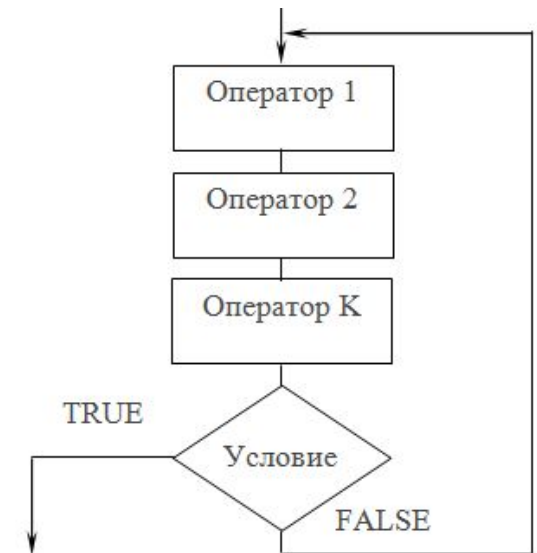 Оператор 1
Оператор 2
Оператор K
TRUE
Условие
FALSE